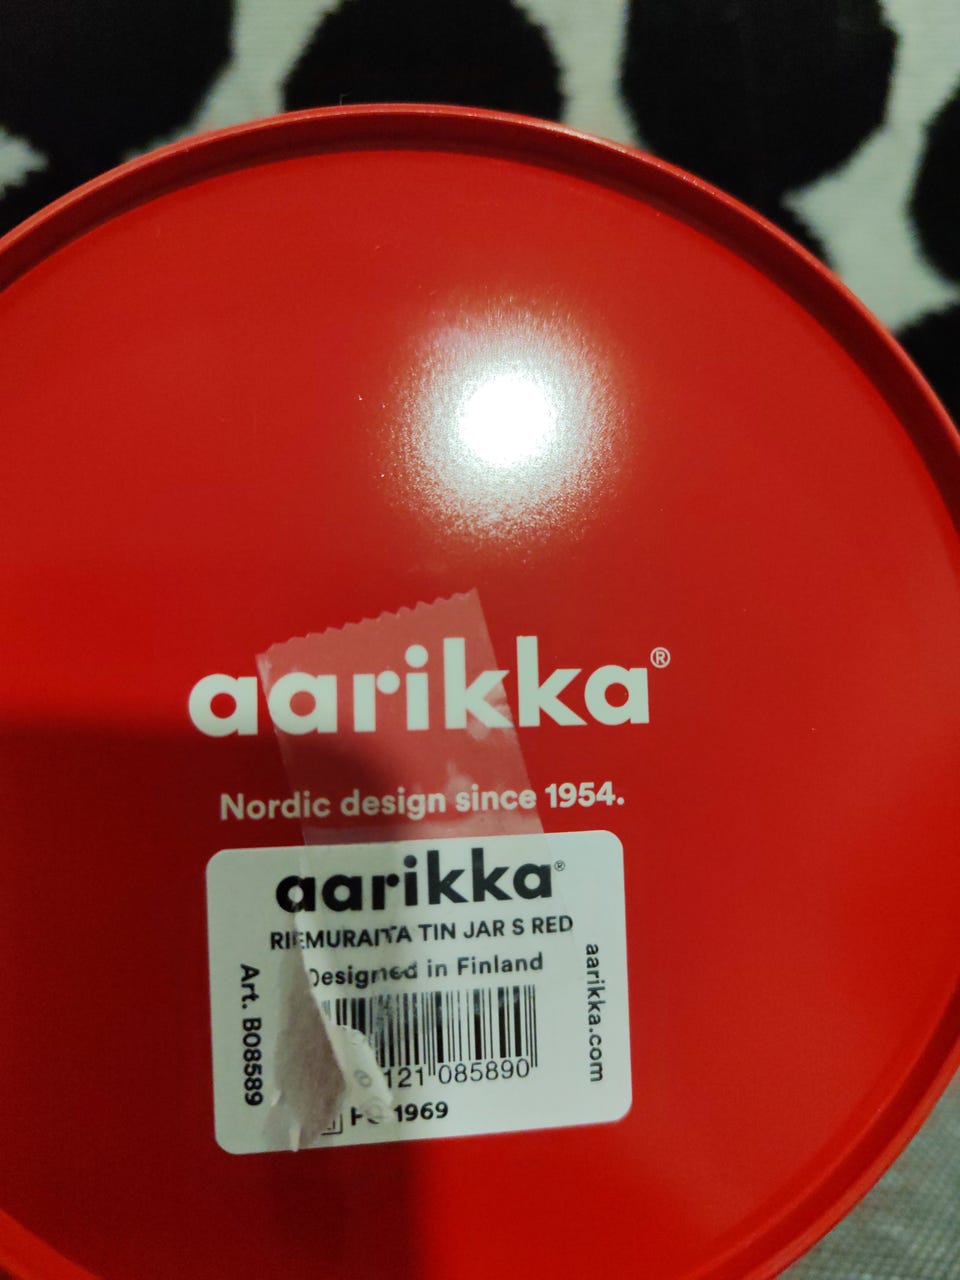 aarikka®
Nordic design since 1954.
aarikka®
RIEMURAITA TIN JAR S RED
Designed in Finland
Art. B08589
aarikka.com
121 085890
1969